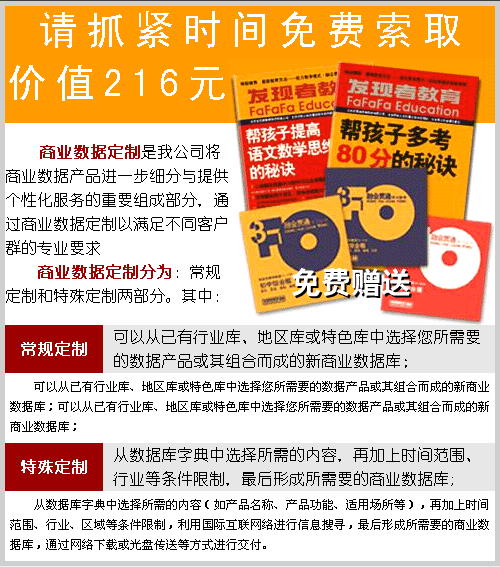 请抓紧时间免费索取
价值216元
发现者教育
FaFaFa Education
帮孩子提高
语文数学思维
的秘诀
发现者教育
FaFaFa Education
帮孩子多考
80分的秘诀
免费赠送
商业数据定制是我公司将
商业数据产品进一步细分与提供
个性化服务的重要组成部分，通
过商业数据定制以满足不同客户
群的专业要求
商业数据定制分为：常规
定制和特殊定制两部分。其中：
常规定制
可以从已有行业库、地区库或特色库中选择您所需要
的数据产品或其组合而成的新商业数据库；
可以从已有行业库、地区库或特色库中选择您所需要的数据产品或其组合而成的新商业
数据库；可以从已有行业库、地区库或特色库中选择您所需要的数据产品或其组合而成的新
商业数据库；
特殊定制
从数据库字典中选择所需的内容，再加上时间范围、
行业等条件限制，最后形成所需要的商业数据库；
从数据库字典中选择所需的内容（如产品名称、产品功能、适用场所等），再加上时间
范围、行业、区域等条件限制，利用国际互联网络进行信息搜寻，最后形成所需要的商业数
据库，通过网络下载或光盘传送等方式进行交付。